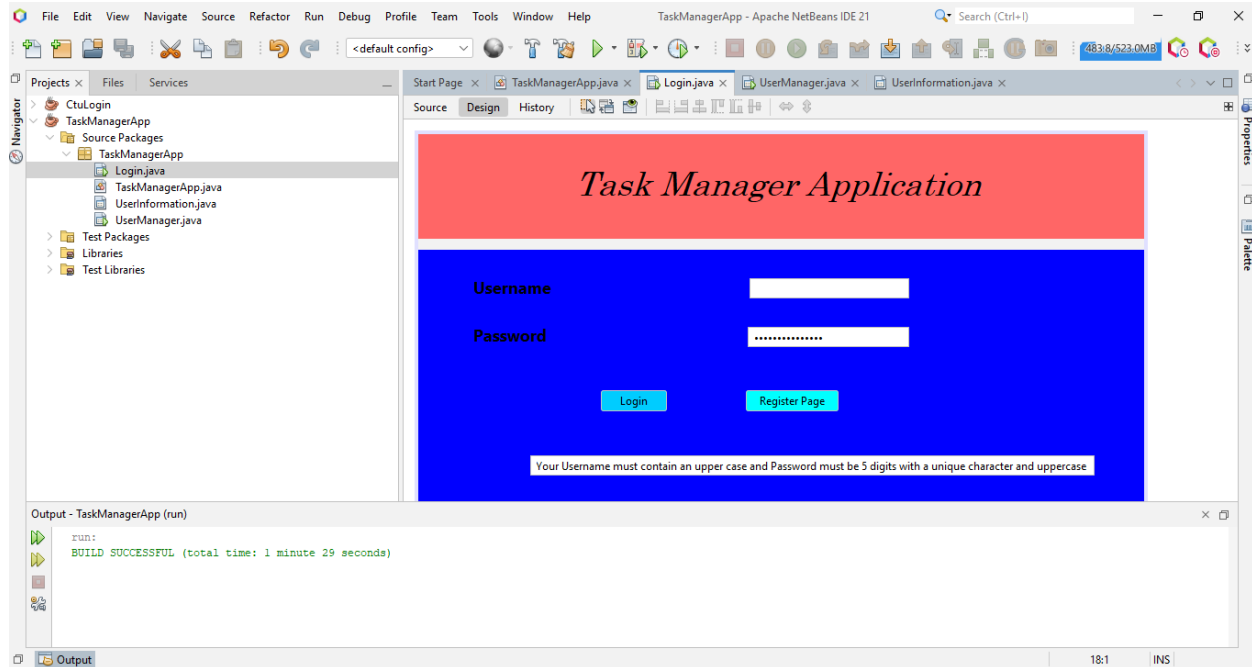 File Edit View Navigate Source Refactor Run Debug Profile Team Tools Window Help TaskManagerApp - Apache NetBeans IDE 21 Search (Ctrl+I)
<default config> 483.8/523.0MB
Projects Files Services
Navigator
CtuLogin
TaskManagerApp
Source Packages
TaskManagerApp
Login.java
TaskManagerApp.java
UserInformation.java
UserManager.java
Test Packages
Libraries
Test Libraries
Start Page TaskManagerApp.java Login.java UserManager.java UserInformation.java
Source Design History
Task Manager Application
Username
Password
Login Register Page
Your Username must contain an upper case and Password must be 5 digits with a unique character and uppercase
Properties
Palette
Output - TaskManagerApp (run)
run:
BUILD SUCCESSFUL (total time: 1 minute 29 seconds)
Output 18:1 INS